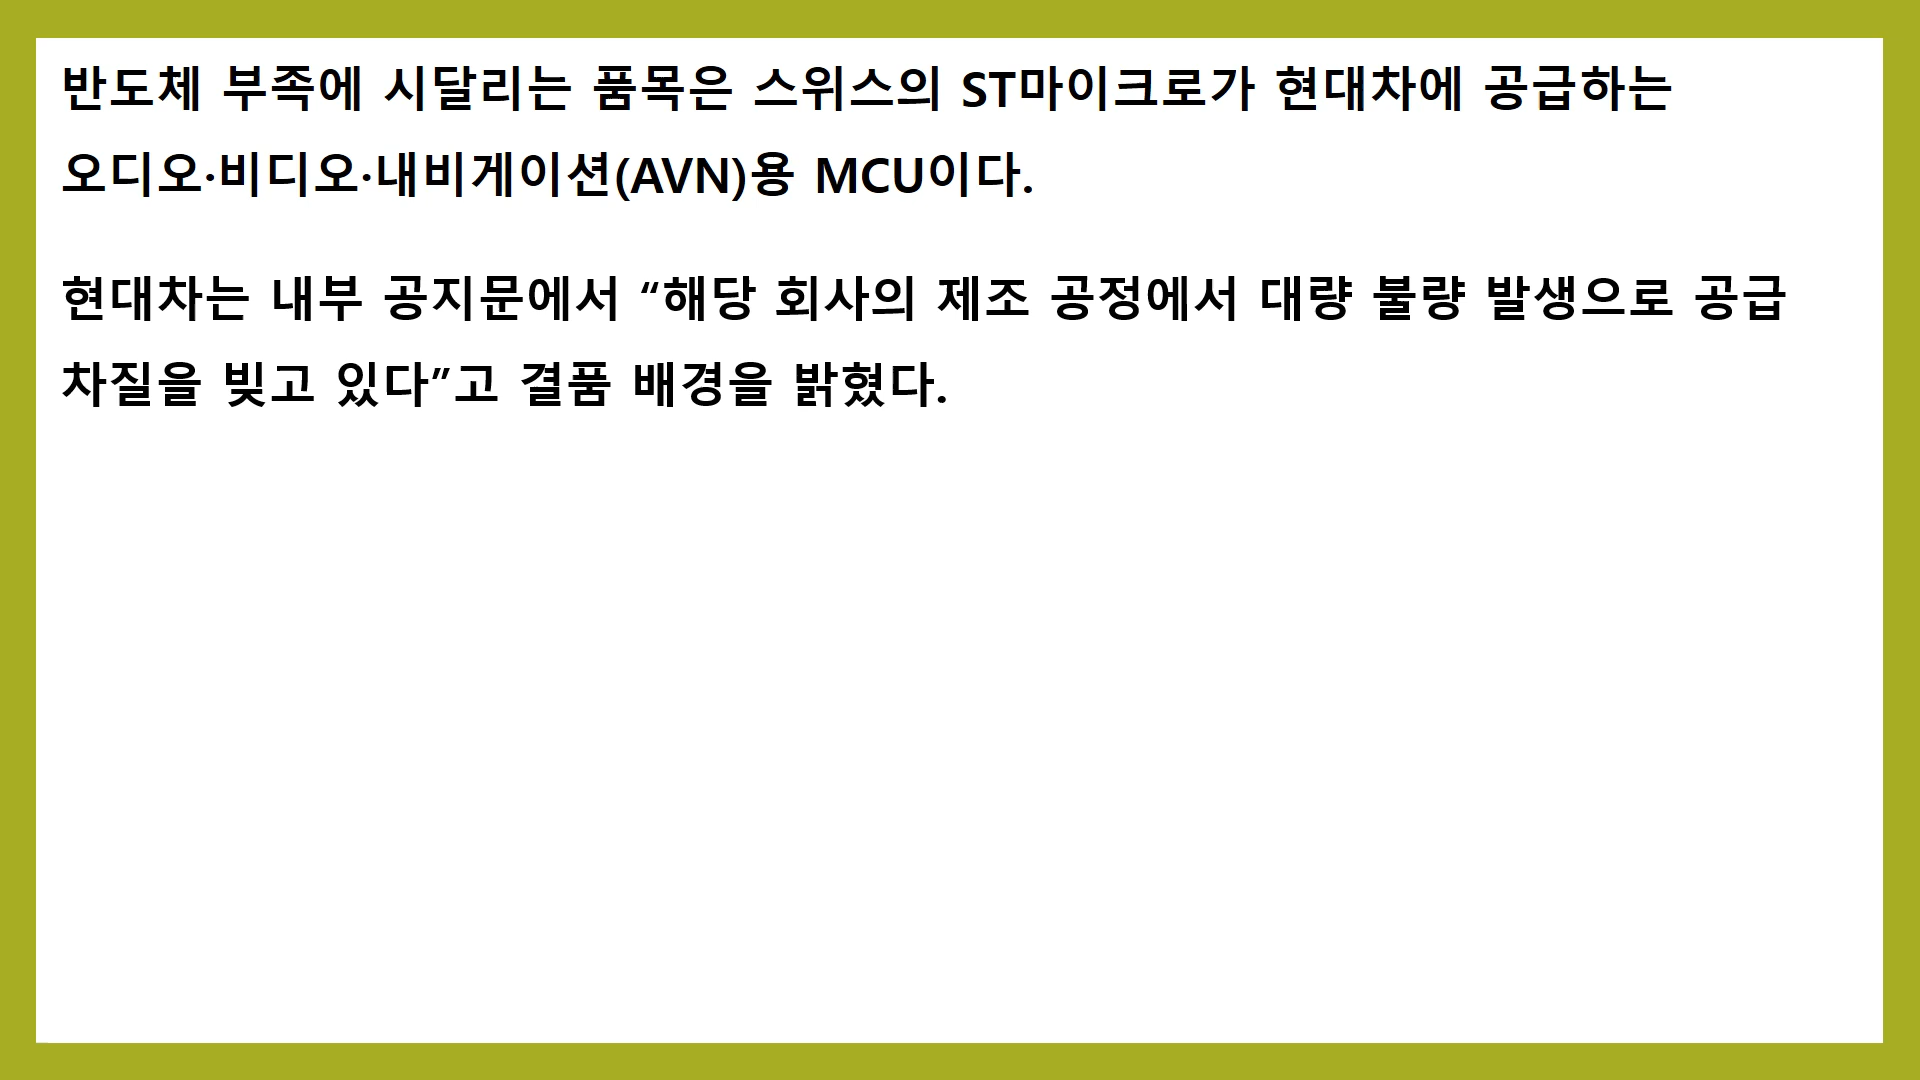 반도체 부족에 시달리는 품목은 스위스의 ST마이크로가 현대차에 공급하는
오디오·비디오·내비게이션(AVN)용 MCU이다.
현대차는 내부 공지문에서 “해당 회사의 제조 공정에서 대량 불량 발생으로 공급
차질을 빚고 있다”고 결품 배경을 밝혔다.